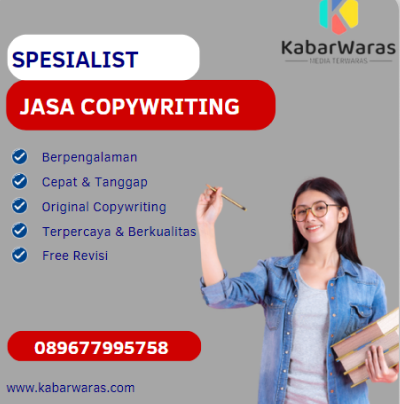 KabarWaras
MEDIA TERWARAS
SPESIALIST
JASA COPYWRITING
Berpengalaman
Cepat & Tanggap
Original Copywriting
Terpercaya & Berkualitas
Free Revisi
089677995758
www.kabarwaras.com